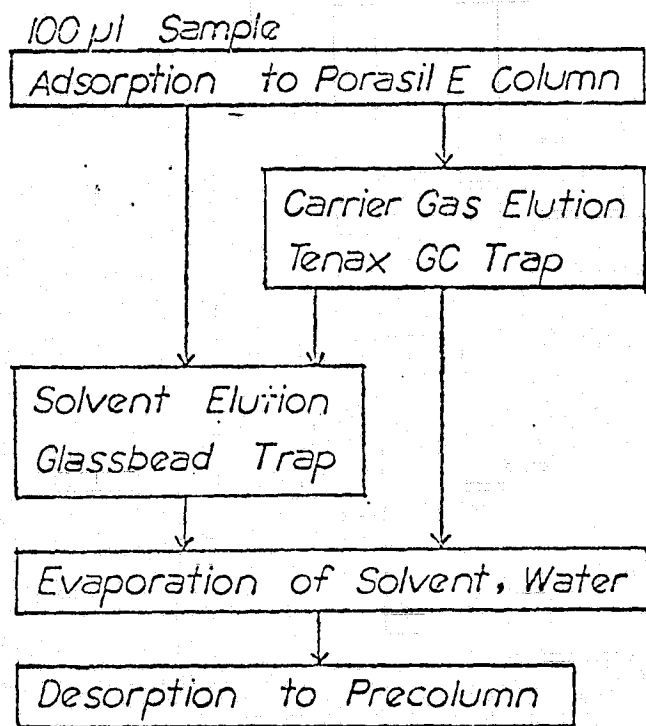 100 µl Sample
Adsorption to Porasil E Column
Carrier Gas Elution
Tenax GC Trap
Solvent Elution
Glassbead Trap
Evaporation of Solvent, Water
Desorption to Precolumn